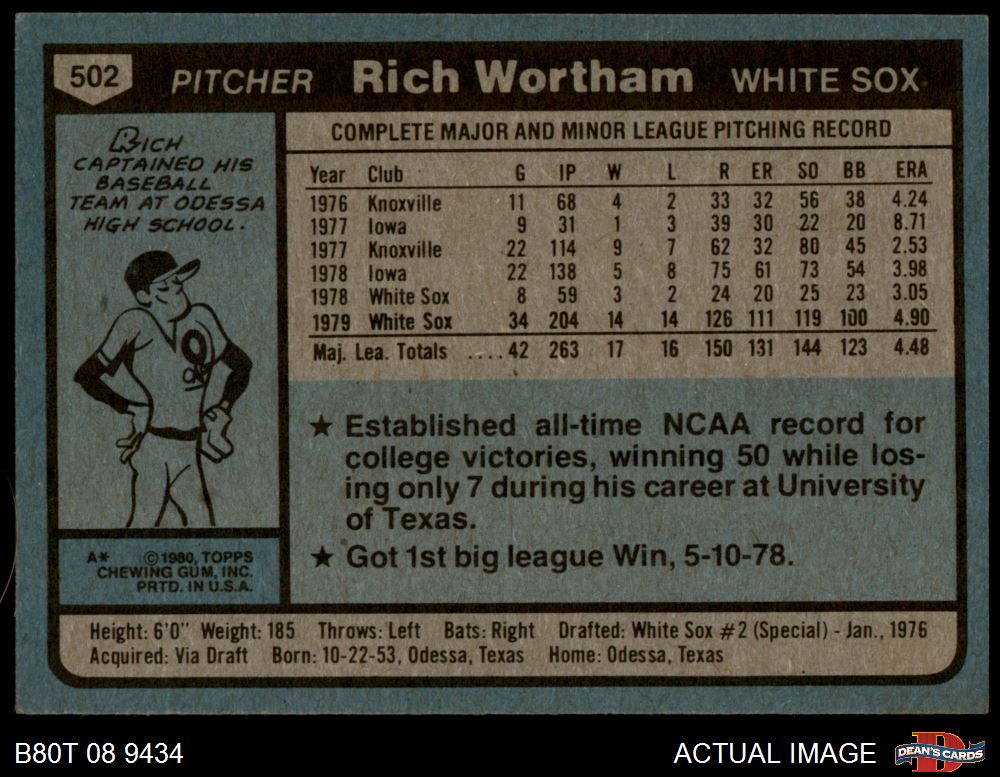 502 PITCHER Rich Wortham WHITE SOX
RICH
CAPTAINED HIS
BASEBALL
TEAM AT ODESSA
HIGH SCHOOL.
COMPLETE MAJOR AND MINOR LEAGUE PITCHING RECORD
Year Club G IP W L R ER SO BB ERA
1976 Knoxville 11 68 4 2 33 32 56 38 4.24
1977 Iowa 9 31 1 3 39 30 22 20 8.71
1977 Knoxville 22 114 9 7 62 32 80 45 2.53
1978 Iowa 22 138 5 8 75 61 73 54 3.98
1978 White Sox 8 59 3 2 24 20 25 23 3.05
1979 White Sox 34 204 14 14 126 111 119 100 4.90
Maj. Lea. Totals ....42 263 17 16 150 131 144 123 4.48
★ Established all-time NCAA record for
college victories, winning 50 while los-
ing only 7 during his career at University
of Texas.
★ Got 1st big league Win, 5-10-78.
A* ©1980, TOPPS
CHEWING GUM, INC.
PRTD. IN U.S.A.
Height: 6'0" Weight: 185 Throws: Left Bats: Right Drafted: White Sox #2 (Special) - Jan., 1976
Acquired: Via Draft Born: 10-22-53, Odessa, Texas Home: Odessa, Texas
B80T 08 9434 ACTUAL IMAGE
D
DEAN'S CARDS